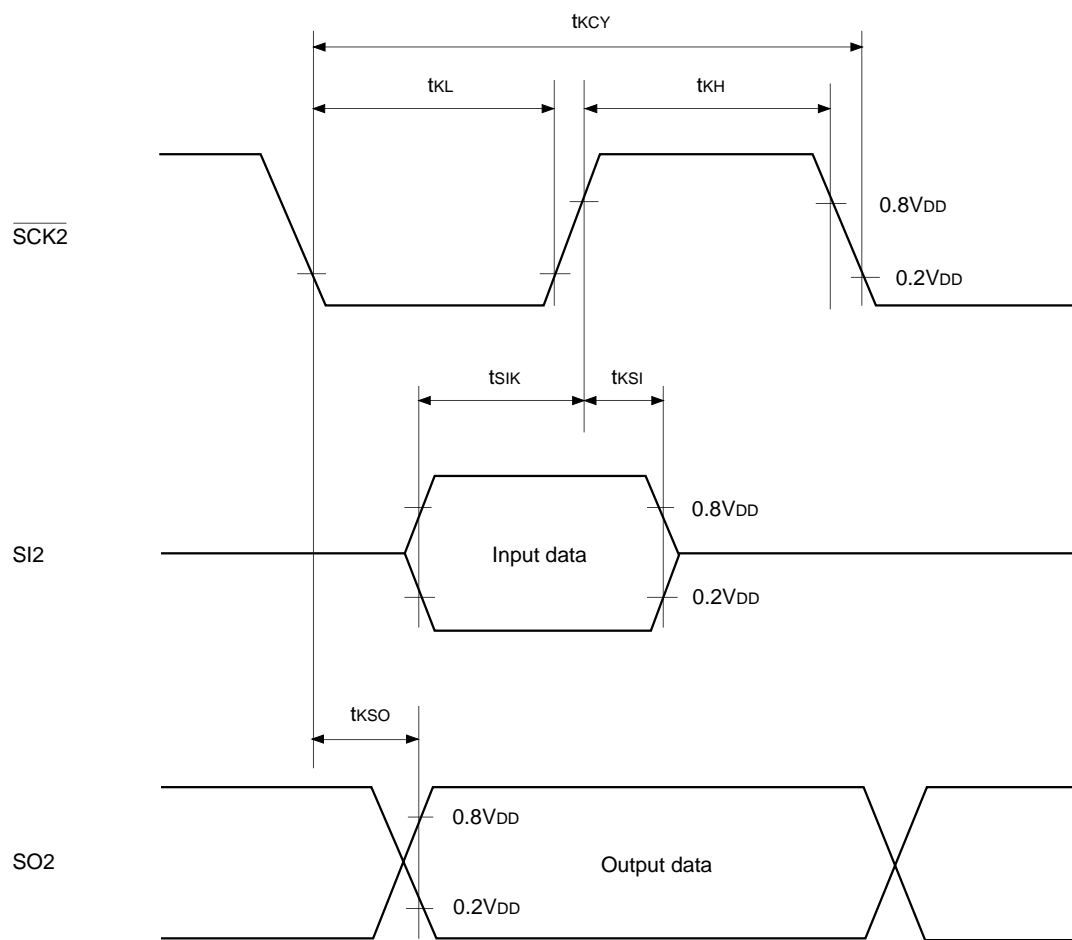 tKCY
tKL
tKH
SCK2
0.8VDD
0.2VDD
tSIK
tKSI
SI2
Input data
0.8VDD
0.2VDD
tKSO
SO2
0.8VDD
0.2VDD
Output data